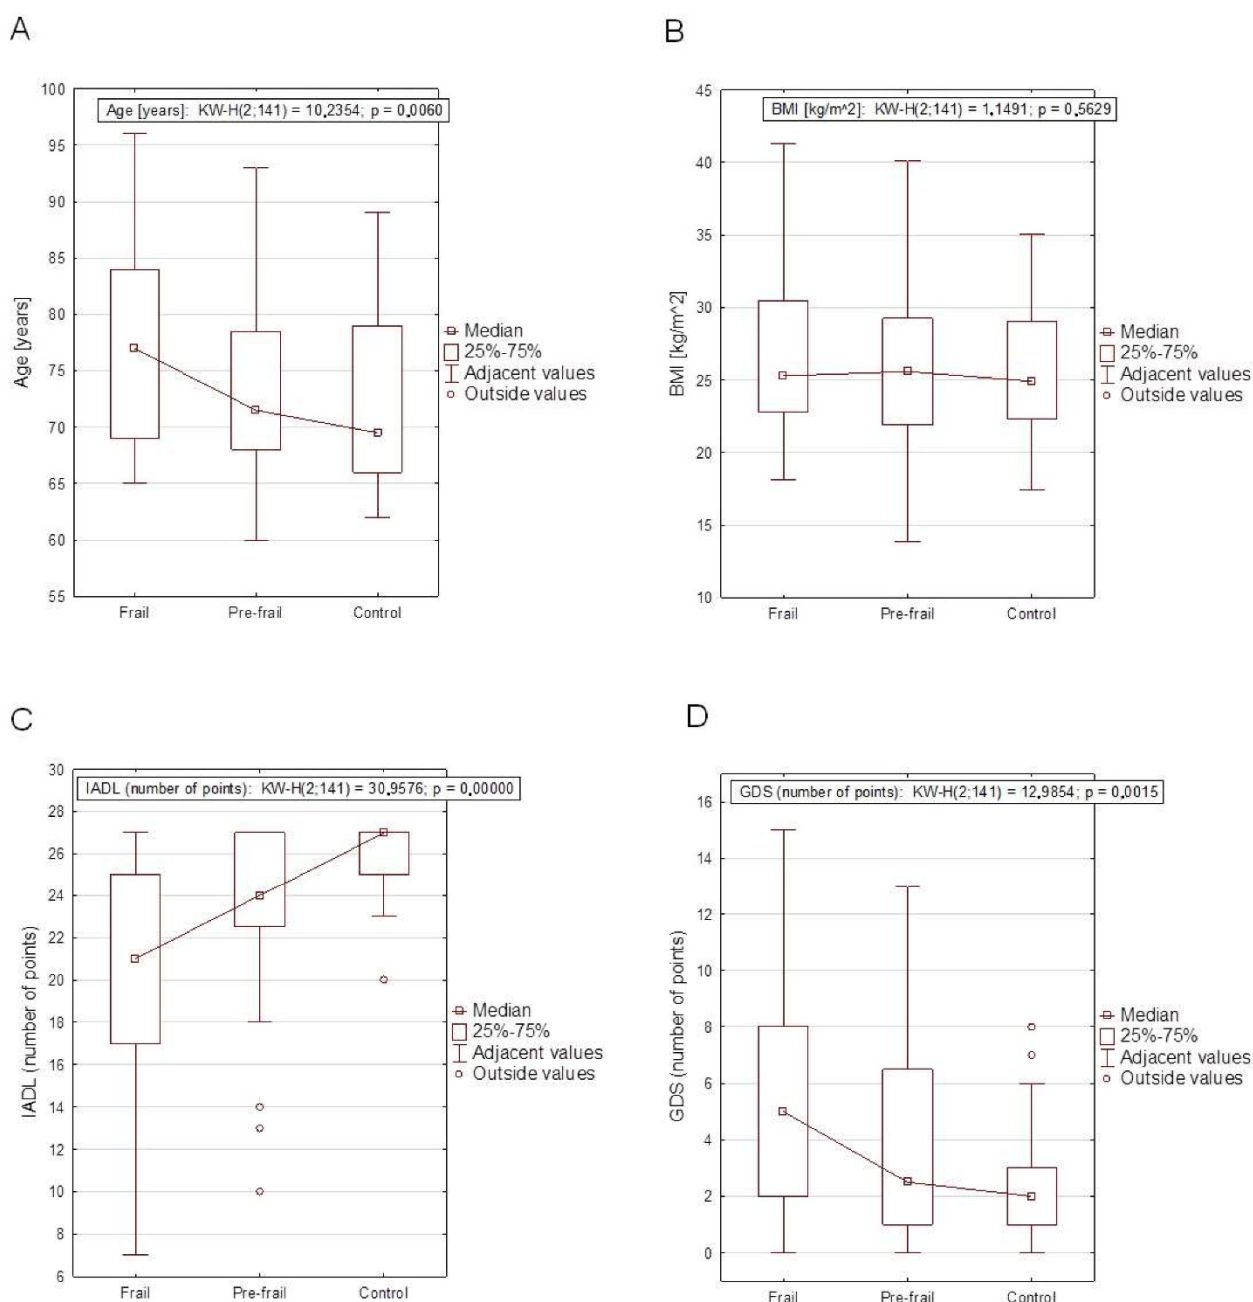 A
Age [years]: KW-H(2;141) = 10,2354; p = 0,0060
100
95
90
85
80
75
70
65
60
55
Age [years]
Frail Pre-frail Control
Median
25%-75%
Adjacent values
Outside values
B
BMI [kg/m^2]: KW-H(2;141) = 1,1491; p = 0,5629
45
40
35
30
25
20
15
10
BMI [kg/m^2]
Frail Pre-frail Control
Median
25%-75%
Adjacent values
Outside values
C
IADL (number of points): KW-H(2;141) = 30,9576; p = 0,00000
30
28
26
24
22
20
18
16
14
12
10
8
6
IADL (number of points)
Frail Pre-frail Control
Median
25%-75%
Adjacent values
Outside values
D
GDS (number of points): KW-H(2;141) = 12,9854; p = 0,0015
16
14
12
10
8
6
4
2
0
GDS (number of points)
Frail Pre-frail Control
Median
25%-75%
Adjacent values
Outside values